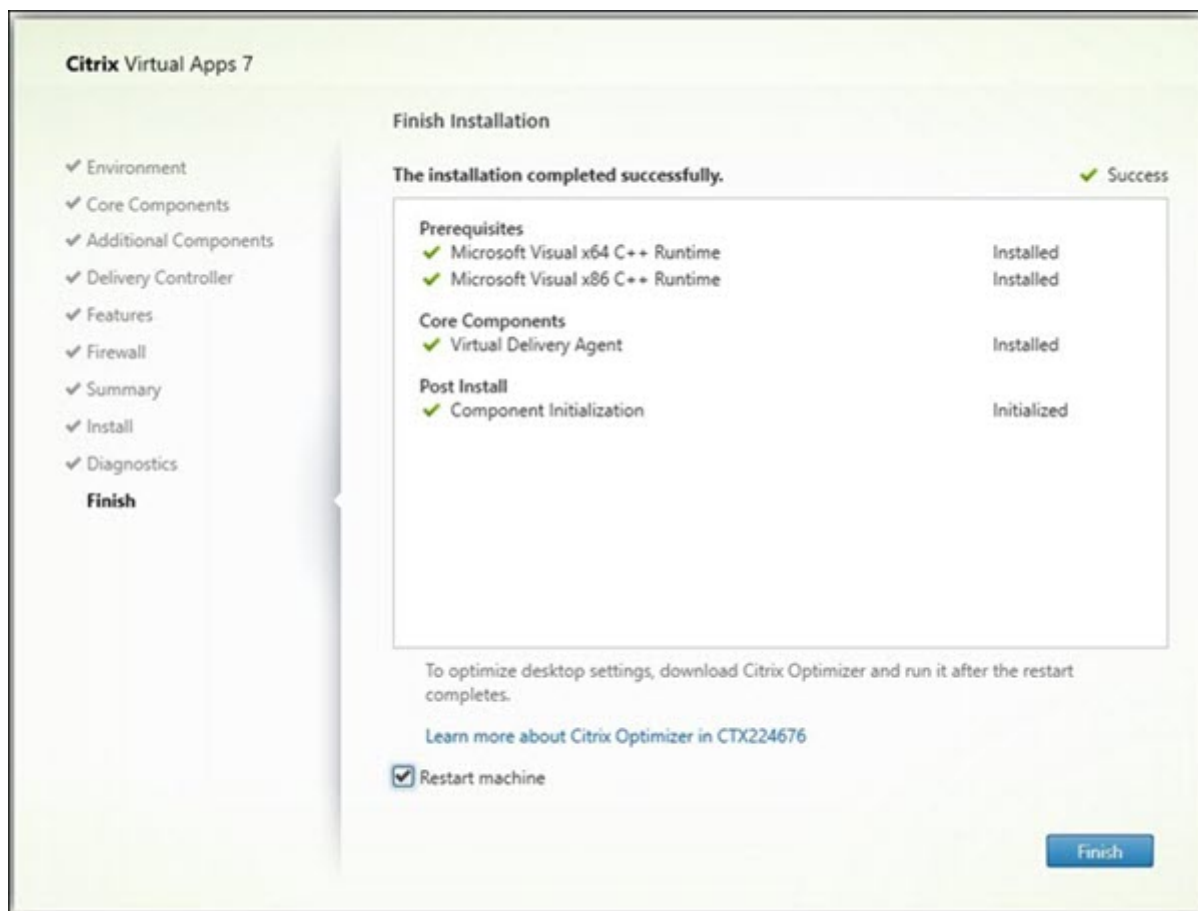 Citrix Virtual Apps 7
Finish Installation
Environment
Core Components
Additional Components
Delivery Controller
Features
Firewall
Summary
Install
Diagnostics
Finish
The installation completed successfully.
Success
Prerequisites
Microsoft Visual x64 C++ Runtime Installed
Microsoft Visual x86 C++ Runtime Installed
Core Components
Virtual Delivery Agent Installed
Post Install
Component Initialization Initialized
To optimize desktop settings, download Citrix Optimizer and run it after the restart
completes.
Learn more about Citrix Optimizer in CTX224676
Restart machine
Finish